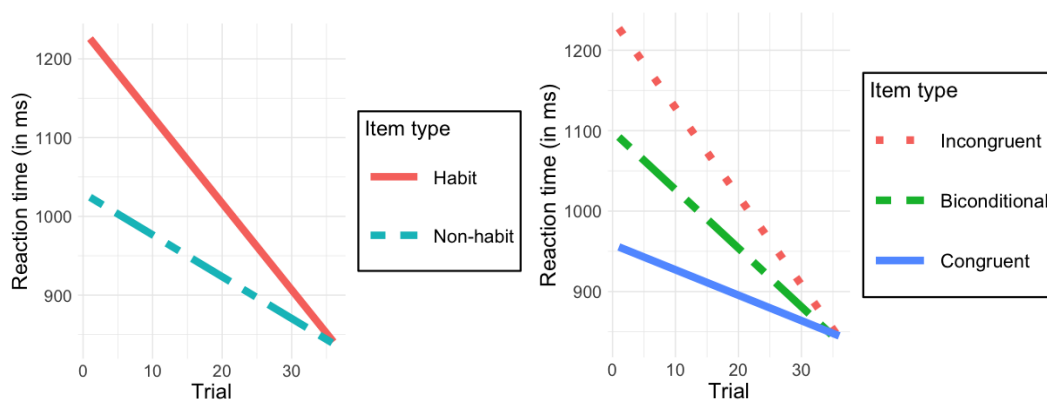 1200
1100
1000
900
0
10
20
30
Reaction time (in ms)
Trial
Item type
Habit
Non-habit
1200
1100
1000
900
0
10
20
30
Reaction time (in ms)
Trial
Item type
Incongruent
Biconditional
Congruent